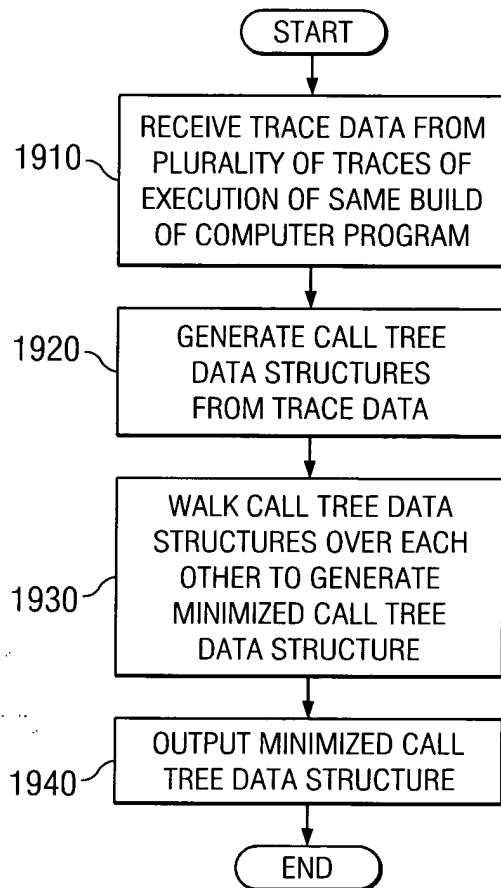 START
1910
RECEIVE TRACE DATA FROM
PLURALITY OF TRACES OF
EXECUTION OF SAME BUILD
OF COMPUTER PROGRAM
1920
GENERATE CALL TREE
DATA STRUCTURES
FROM TRACE DATA
1930
WALK CALL TREE DATA
STRUCTURES OVER EACH
OTHER TO GENERATE
MINIMIZED CALL TREE
DATA STRUCTURE
1940
OUTPUT MINIMIZED CALL
TREE DATA STRUCTURE
END